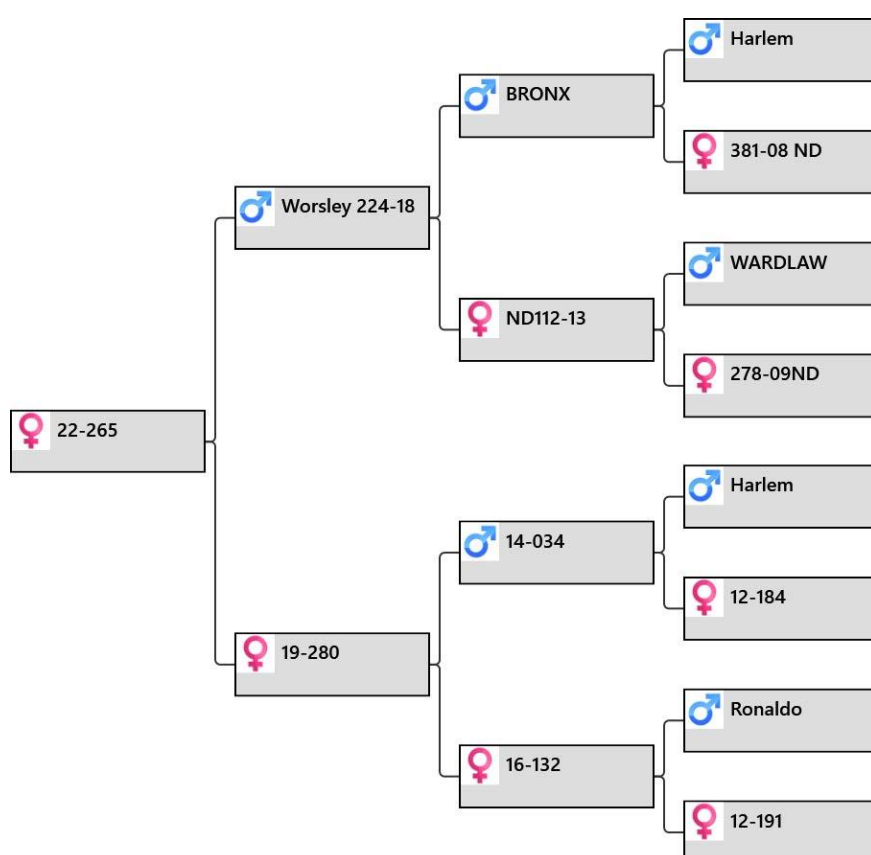 Harlem
BRONX
381-08 ND
Worsley 224-18
WARDLAW
ND112-13
278-09ND
22-265
Harlem
14-034
12-184
19-280
Ronaldo
16-132
12-191